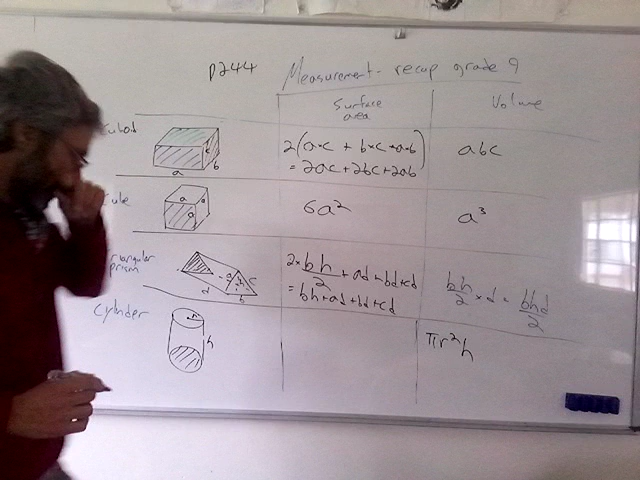 p244 Measurement - recap grade 9
Surface area
Volume
2(a×c + b×c + a×b)
= 2ac + 2bc + 2ab
abc
a
b
6a²
a³
a
a
2×bh/2 + ad + bd + cd
= bh + ad + bd + cd
bh/2 × d = bhd/2
d
b
c
cylinder
r
h
πr²h